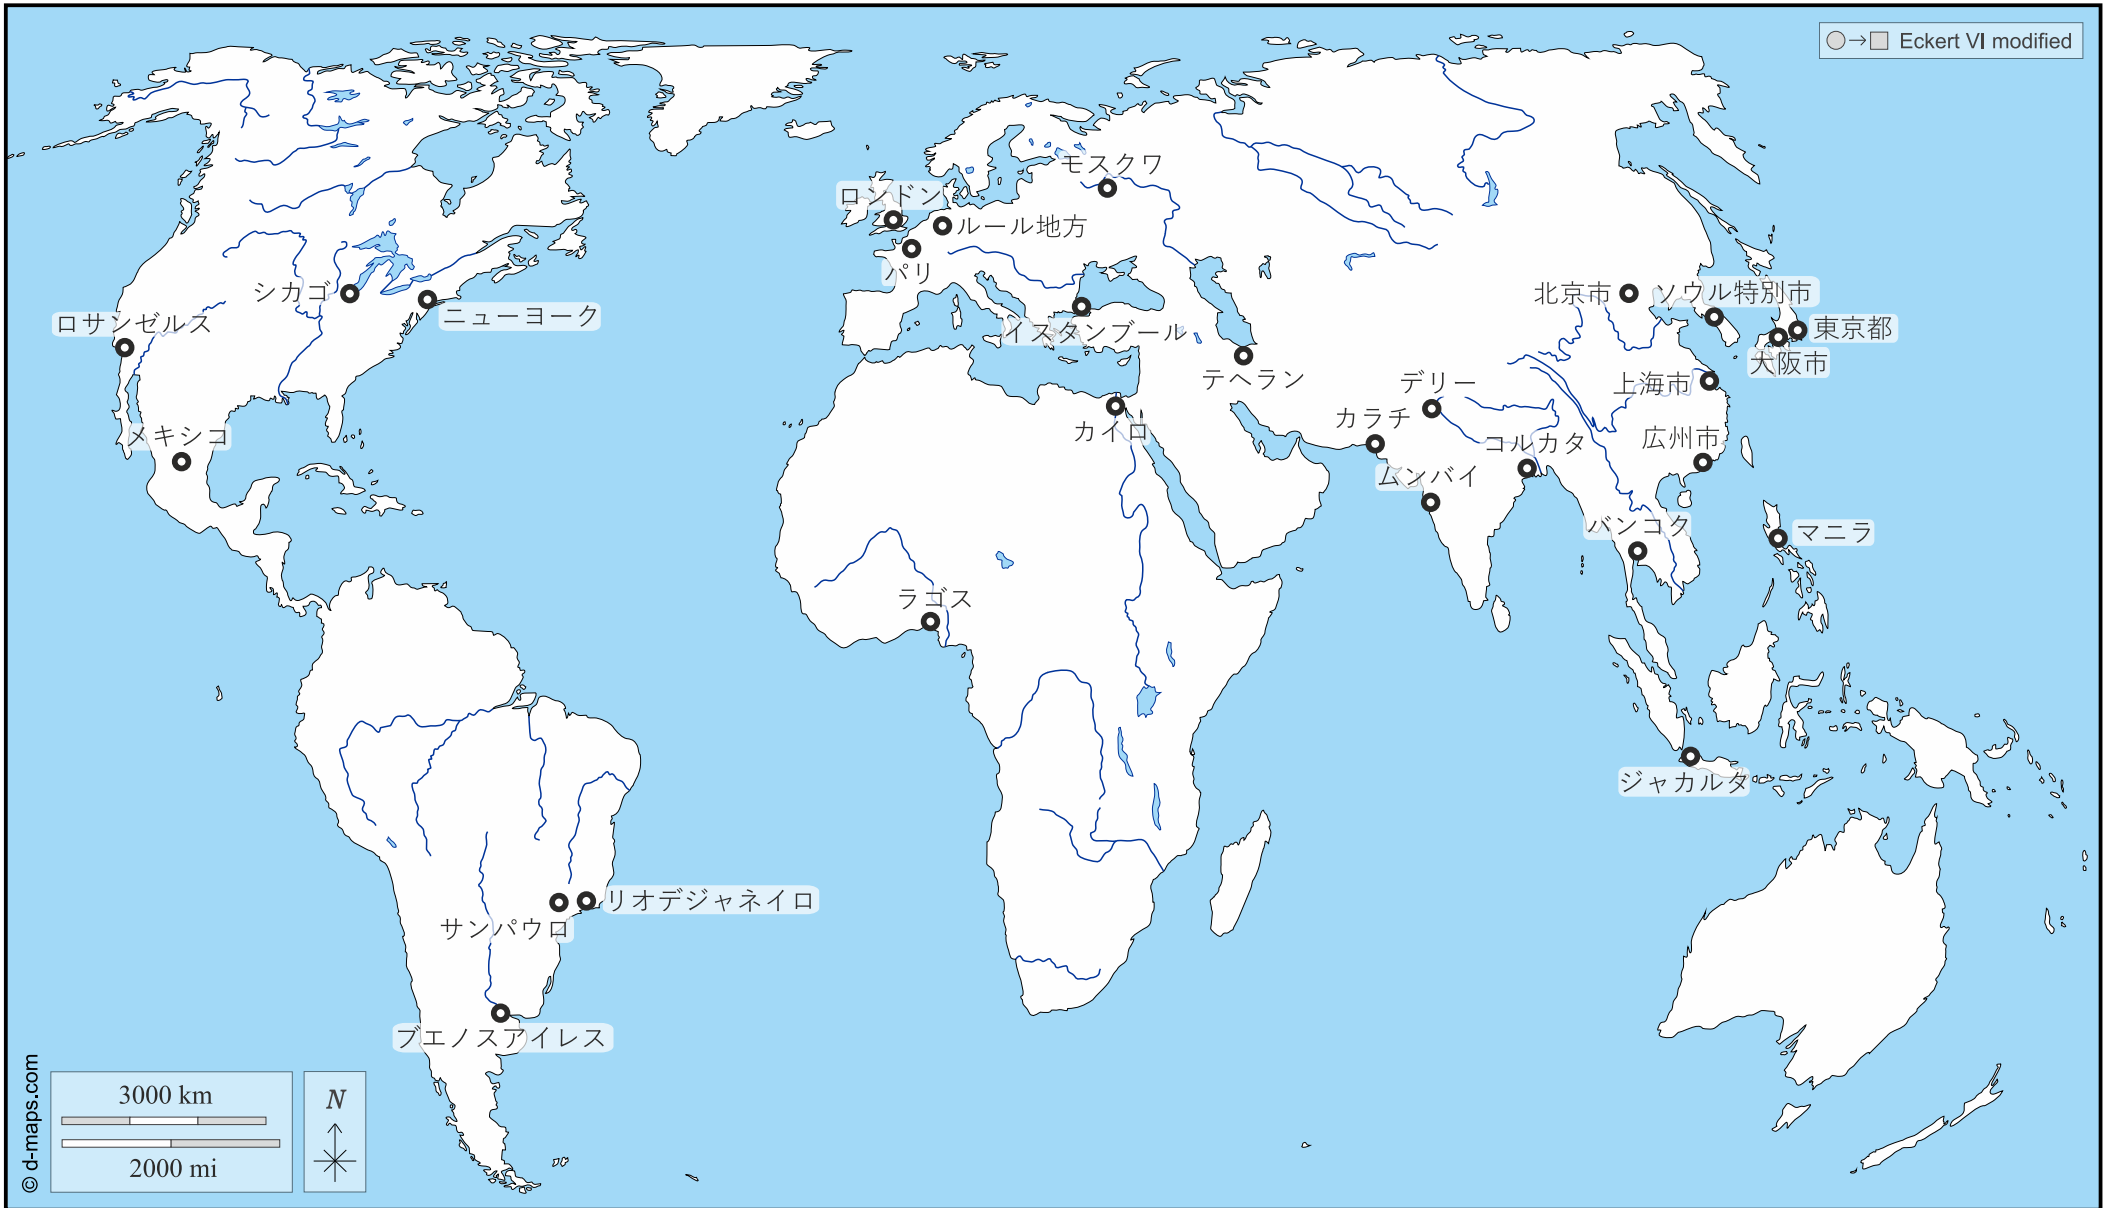 Eckert VI modified
モスクワ
ロンドン
ルール地方
パリ
シカゴ
ニューヨーク
ロサンゼルス
イスタンブール
北京市
ソウル特別市
東京都
大阪市
テヘラン
デリー
上海市
カイロ
カラチ
コルカタ
広州市
メキシコ
ムンバイ
バンコク
マニラ
ラゴス
ジャカルタ
リオデジャネイロ
サンパウロ
ブエノスアイレス
3000 km
2000 mi
N
© d-maps.com